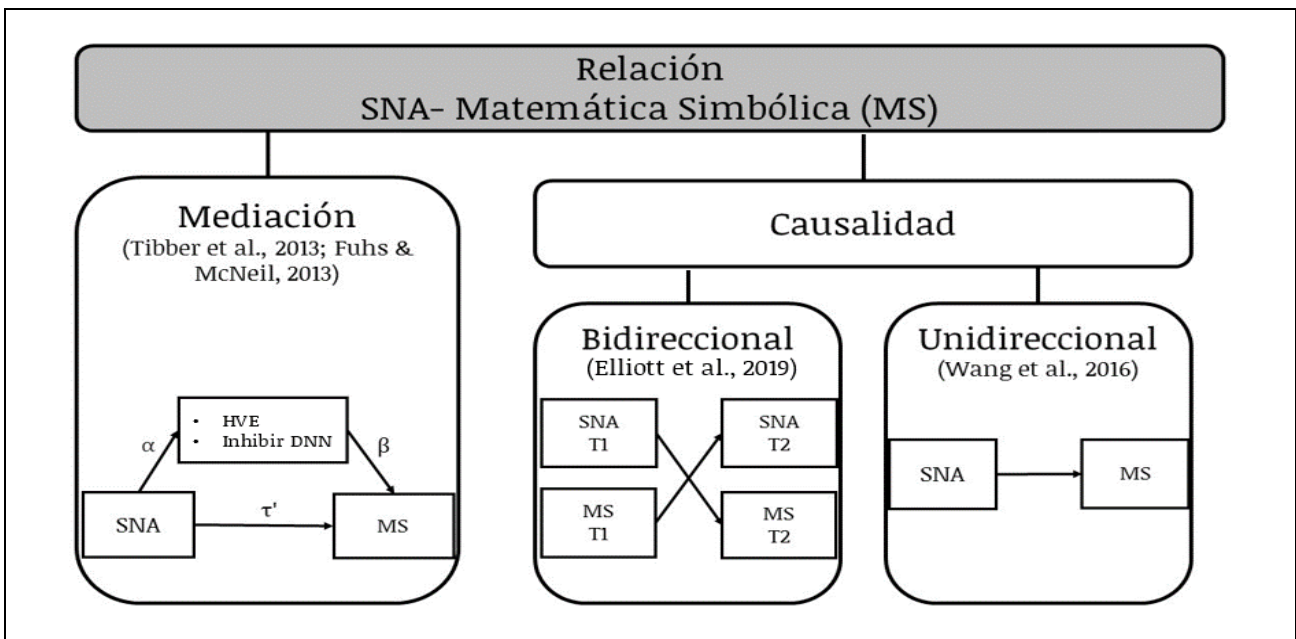 Relación
SNA- Matemática Simbólica (MS)
Mediación
(Tibber et al., 2013; Fuhs &
McNeil, 2013)
• HVE
• Inhibir DNN
α
β
SNA
τ'
MS
Causalidad
Bidireccional
(Elliott et al., 2019)
SNA
T1
SNA
T2
MS
T1
MS
T2
Unidireccional
(Wang et al., 2016)
SNA
MS